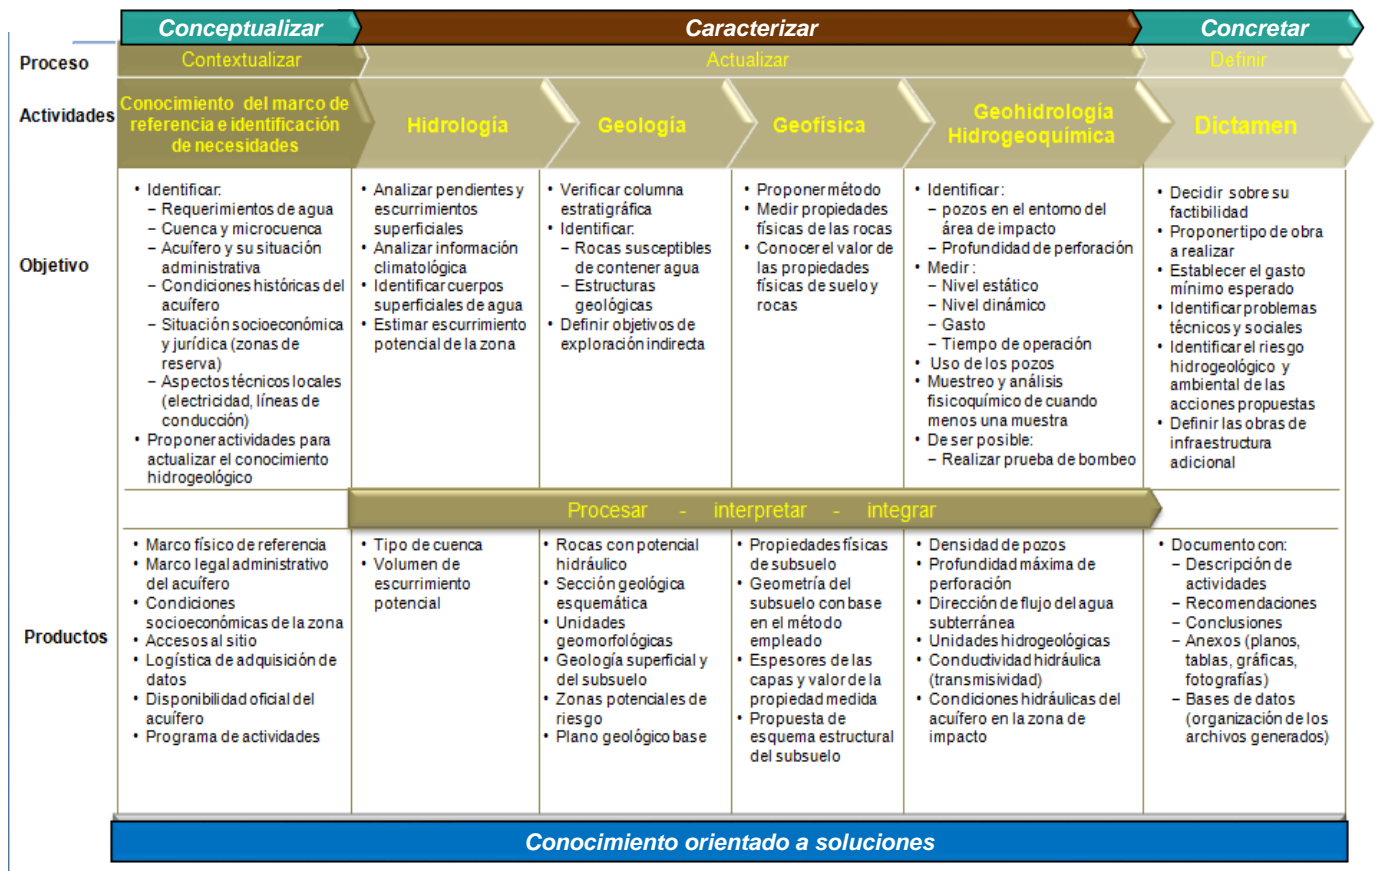 Conceptualizar
Caracterizar
Concretar
Proceso
Contextualizar
Actualizar
Definir
Actividades
Conocimiento del marco de
referencia e identificación
de necesidades
Hidrología
Geología
Geofísica
Geohidrología
Hidrogeoquímica
Dictamen
Objetivo
• Identificar:
– Requerimientos de agua
– Cuenca y microcuenca
– Acuífero y su situación
administrativa
– Condiciones históricas del
acuífero
– Situación socioeconómica
y jurídica (zonas de
reserva)
– Aspectos técnicos locales
(electricidad, líneas de
conducción)
• Proponer actividades para
actualizar el conocimiento
hidrogeológico
• Analizar pendientes y
escurrimientos
superficiales
• Analizar información
climatológica
• Identificar cuerpos
superficiales de agua
• Estimar escurrimiento
potencial de la zona
• Verificar columna
estratigráfica
• Identificar:
– Rocas susceptibles
de contener agua
– Estructuras
geológicas
• Definir objetivos de
exploración indirecta
• Proponer método
• Medir propiedades
físicas de las rocas
• Conocer el valor de
las propiedades
físicas de suelo y
rocas
• Identificar :
– pozos en el entorno del
área de impacto
– Profundidad de perforación
• Medir :
– Nivel estático
– Nivel dinámico
– Gasto
– Tiempo de operación
• Uso de los pozos
• Muestreo y análisis
fisicoquímico de cuando
menos una muestra
• De ser posible:
– Realizar prueba de bombeo
• Decidir sobre su
factibilidad
• Proponer tipo de obra
a realizar
• Establecer el gasto
mínimo esperado
• Identificar problemas
técnicos y sociales
• Identificar el riesgo
hidrogeológico y
ambiental de las
acciones propuestas
• Definir las obras de
infraestructura
adicional
Procesar - interpretar - integrar
Productos
• Marco físico de referencia
• Marco legal administrativo
del acuífero
• Condiciones
socioeconómicas de la zona
• Accesos al sitio
• Logística de adquisición de
datos
• Disponibilidad oficial del
acuífero
• Programa de actividades
• Tipo de cuenca
• Volumen de
escurrimiento
potencial
• Rocas con potencial
hidráulico
• Sección geológica
esquemática
• Unidades
geomorfológicas
• Geología superficial y
del subsuelo
• Zonas potenciales de
riesgo
• Plano geológico base
• Propiedades físicas
de subsuelo
• Geometría del
subsuelo con base
en el método
empleado
• Espesores de las
capas y valor de la
propiedad medida
• Propuesta de
esquema estructural
del subsuelo
• Densidad de pozos
• Profundidad máxima de
perforación
• Dirección de flujo del agua
subterránea
• Unidades hidrogeológicas
• Conductividad hidráulica
(transmisividad)
• Condiciones hidráulicas del
acuífero en la zona de
impacto
• Documento con:
– Descripción de
actividades
– Recomendaciones
– Conclusiones
– Anexos (planos,
tablas, gráficas,
fotografías)
– Bases de datos
(organización de los
archivos generados)
Conocimiento orientado a soluciones